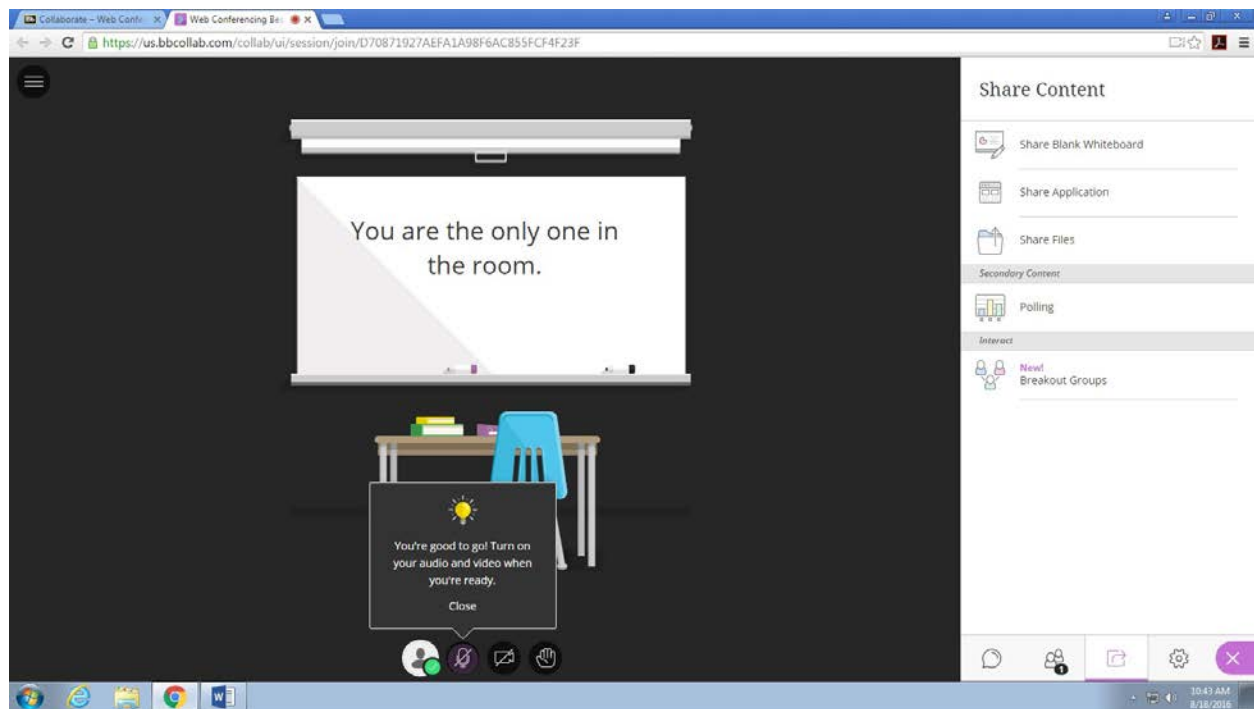 Collaborate – Web Confe
Web Conferencing Be
https://us.bbcollab.com/collab/ui/session/join/D70871927AEFA1A98F6AC855FCF4F23F
You are the only one in
the room.
You're good to go! Turn on
your audio and video when
you're ready.
Close
Share Content
Share Blank Whiteboard
Share Application
Share Files
Secondary Content
Polling
Interact
New!
Breakout Groups
1
10:43 AM
8/18/2016